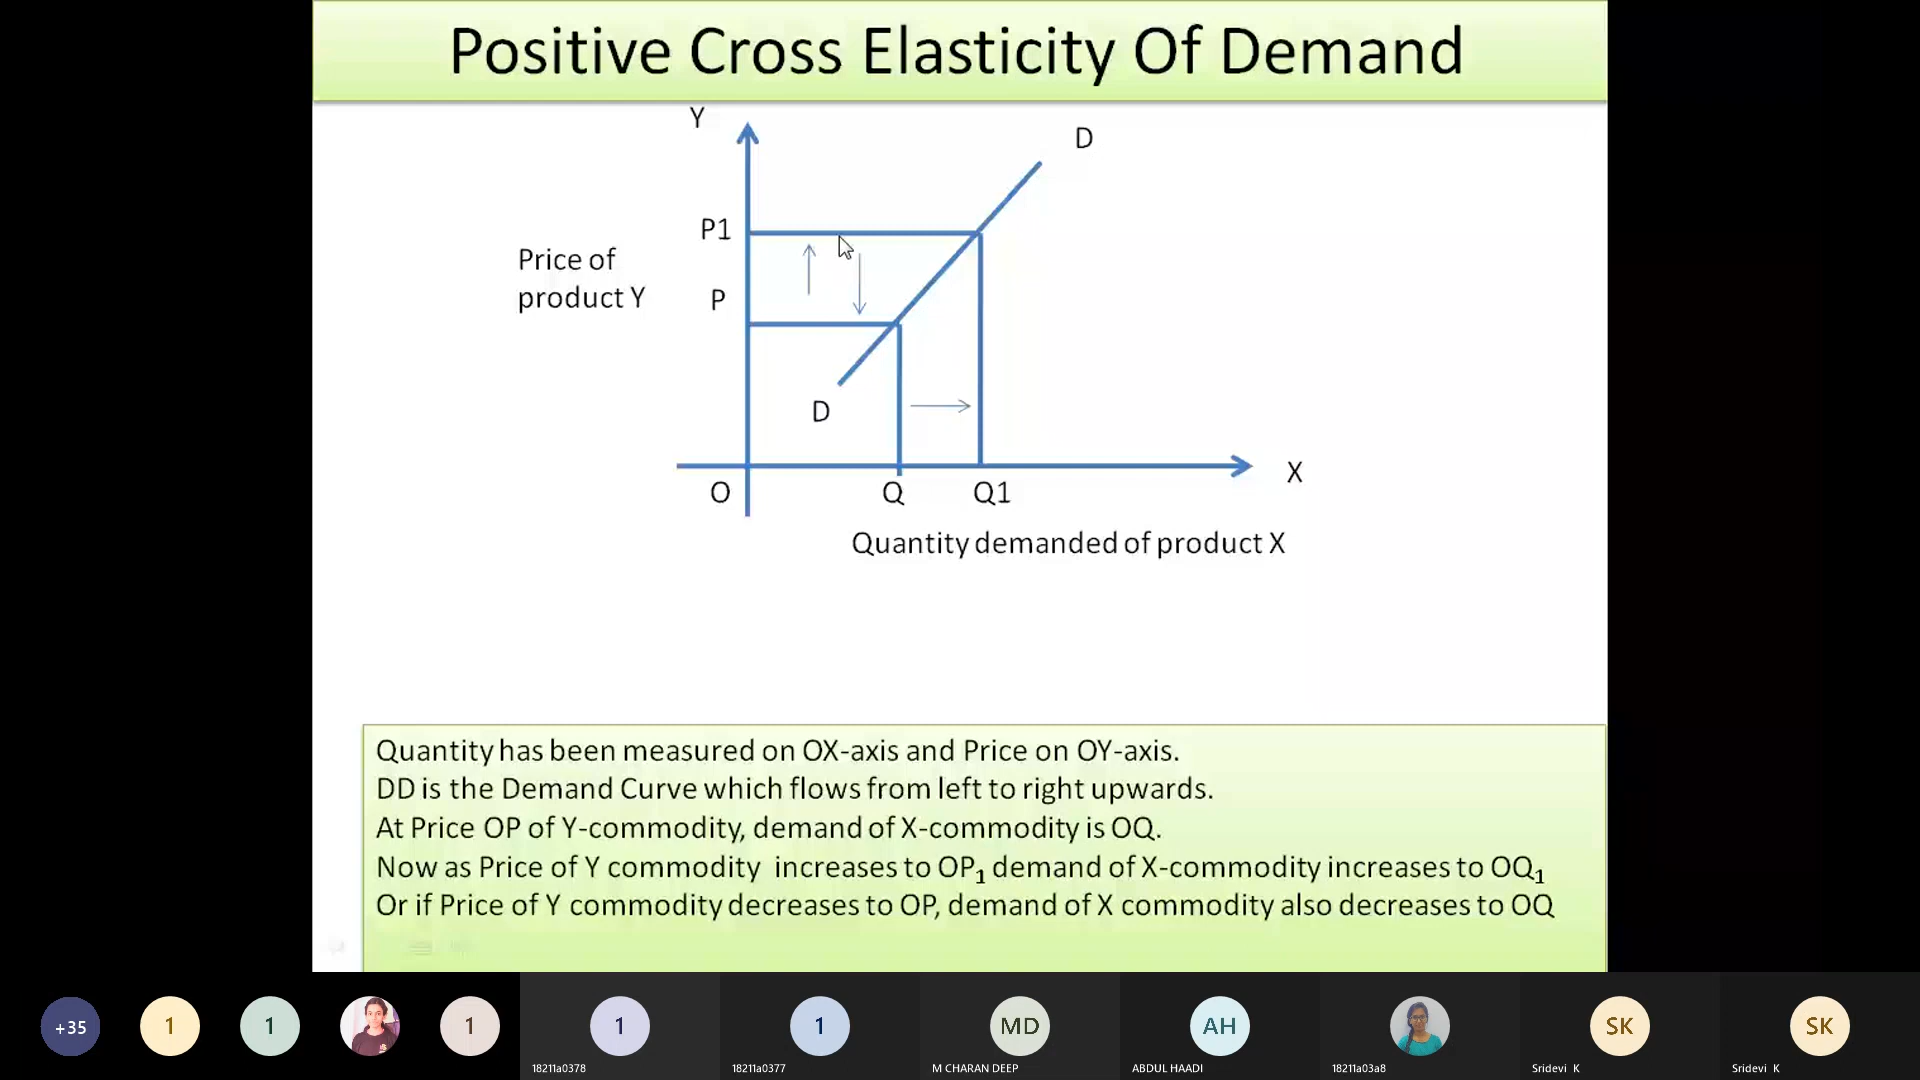 Positive Cross Elasticity Of Demand
Y
D
P1
Price of
product Y
P
D
X
O
Q
Q1
Quantity demanded of product X
Quantity has been measured on OX-axis and Price on OY-axis.
DD is the Demand Curve which flows from left to right upwards.
At Price OP of Y-commodity, demand of X-commodity is OQ.
Now as Price of Y commodity increases to OP₁ demand of X-commodity increases to OQ₁
Or if Price of Y commodity decreases to OP, demand of X commodity also decreases to OQ
+35
1
1
1
1
1
MD
AH
SK
SK
18211a0378
18211a0377
M CHARAN DEEP
ABDUL HAADI
18211a03a8
Sridevi K
Sridevi K